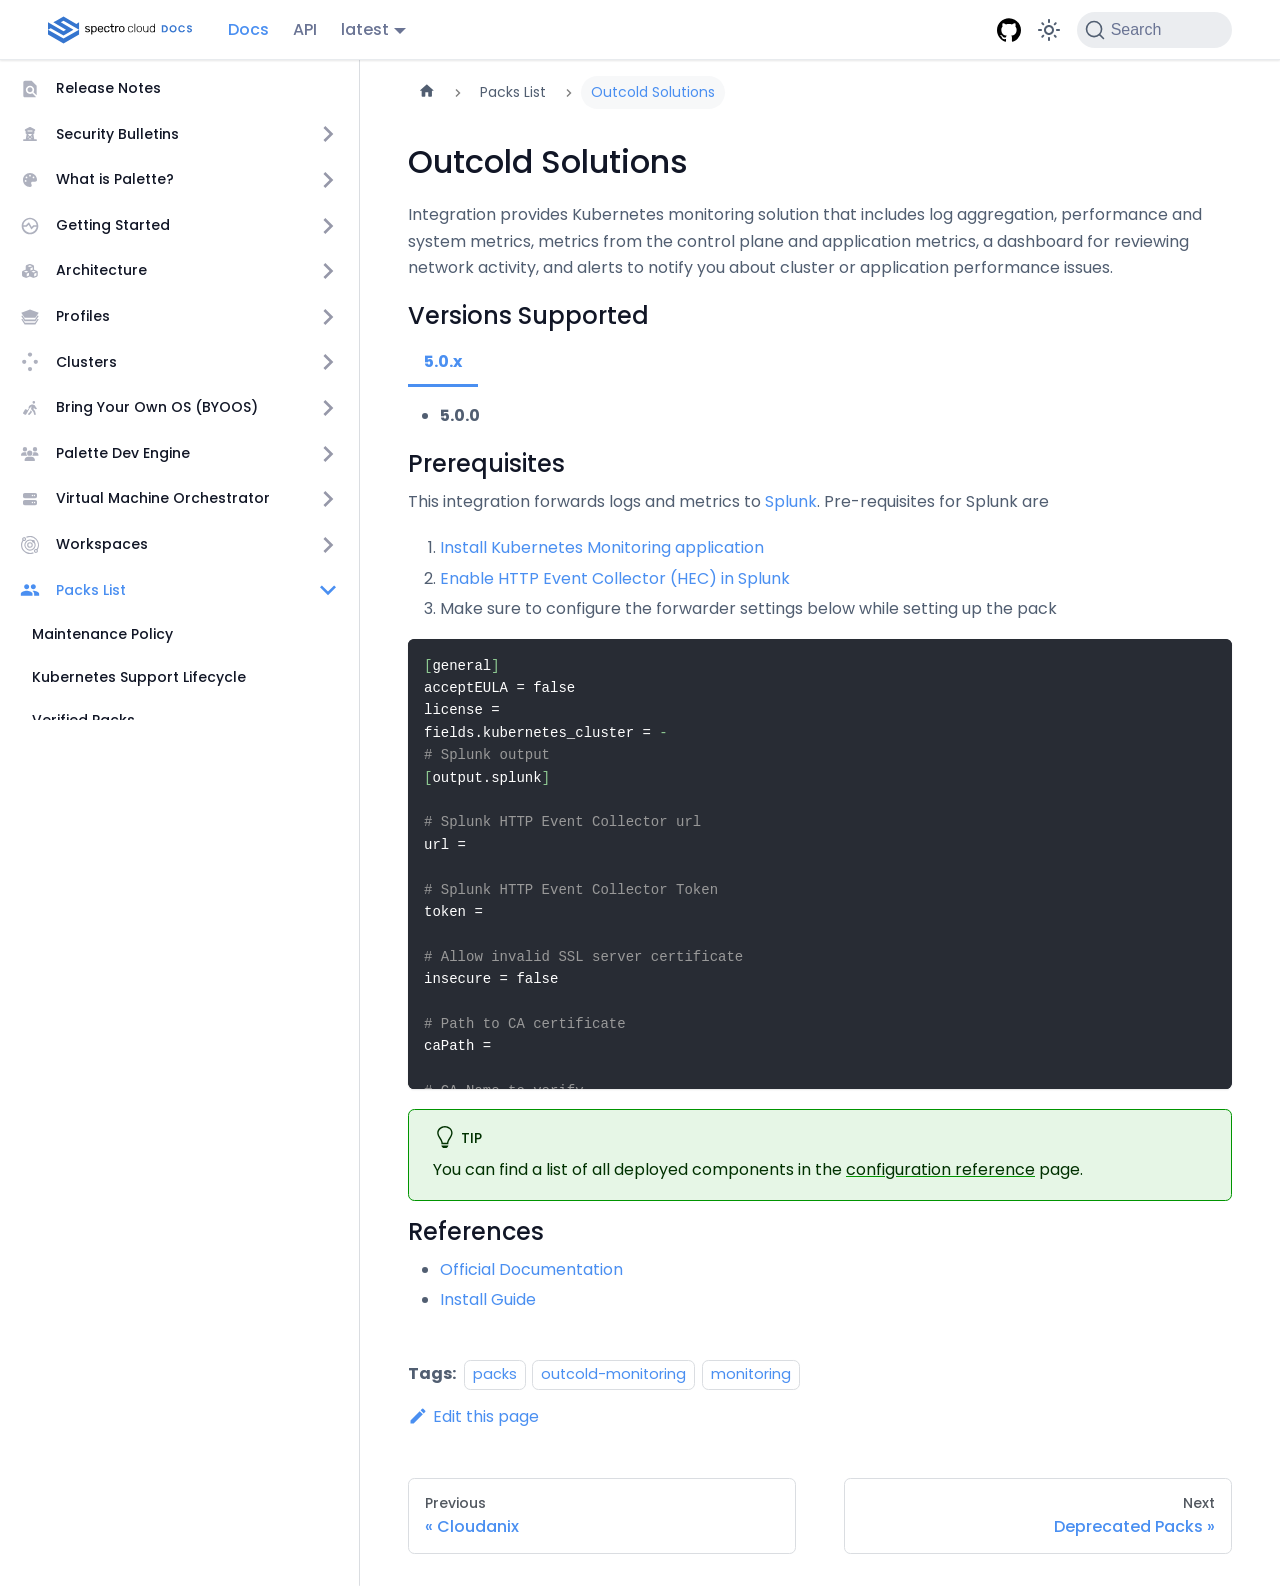 spectro cloud DOCS
Docs
API
latest
Search
Release Notes
Security Bulletins
What is Palette?
Getting Started
Architecture
Profiles
Clusters
Bring Your Own OS (BYOOS)
Palette Dev Engine
Virtual Machine Orchestrator
Workspaces
Packs List
Maintenance Policy
Kubernetes Support Lifecycle
Verified Packs
Packs List
Outcold Solutions
Outcold Solutions
Integration provides Kubernetes monitoring solution that includes log aggregation, performance and
system metrics, metrics from the control plane and application metrics, a dashboard for reviewing
network activity, and alerts to notify you about cluster or application performance issues.
Versions Supported
5.0.x
5.0.0
Prerequisites
This integration forwards logs and metrics to Splunk. Pre-requisites for Splunk are
1. Install Kubernetes Monitoring application
2. Enable HTTP Event Collector (HEC) in Splunk
3. Make sure to configure the forwarder settings below while setting up the pack
[general]
acceptEULA = false
license =
fields.kubernetes_cluster = -
# Splunk output
[output.splunk]
# Splunk HTTP Event Collector url
url =
# Splunk HTTP Event Collector Token
token =
# Allow invalid SSL server certificate
insecure = false
# Path to CA certificate
caPath =
# CA Name to verify
TIP
You can find a list of all deployed components in the configuration reference page.
References
Official Documentation
Install Guide
Tags: packs outcold-monitoring monitoring
Edit this page
Previous
« Cloudanix
Next
Deprecated Packs »